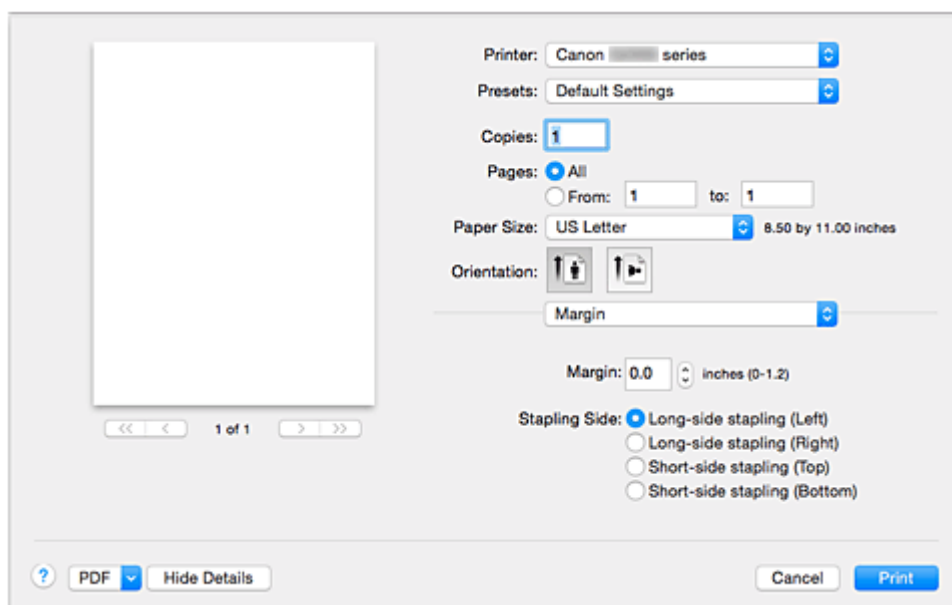 Printer: Canon series
Presets: Default Settings
Copies: 1
Pages: All
From: 1 to: 1
Paper Size: US Letter 8.50 by 11.00 inches
Orientation:
Margin
Margin: 0.0 inches (0-1.2)
1 of 1
Stapling Side: Long-side stapling (Left)
Long-side stapling (Right)
Short-side stapling (Top)
Short-side stapling (Bottom)
? PDF Hide Details Cancel Print